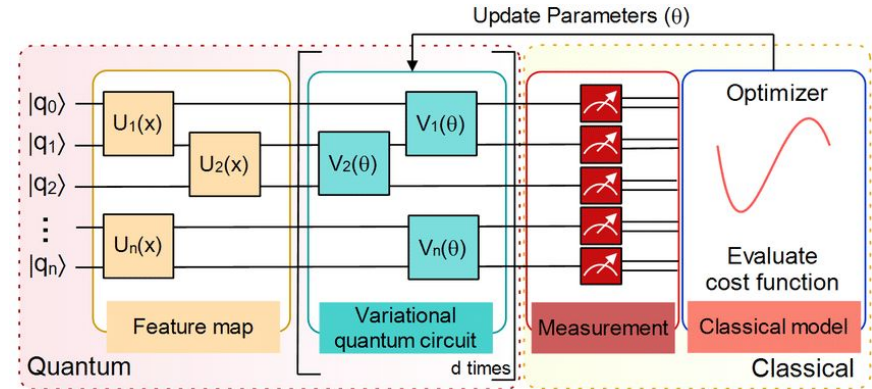 Update Parameters (θ)
|q₀⟩
|q₁⟩
|q₂⟩
⋮
|qₙ⟩
U₁(x)
U₂(x)
Uₙ(x)
Feature map
V₁(θ)
V₂(θ)
Vₙ(θ)
Variational
quantum circuit
d times
Measurement
Optimizer
Evaluate
cost function
Classical model
Quantum
Classical